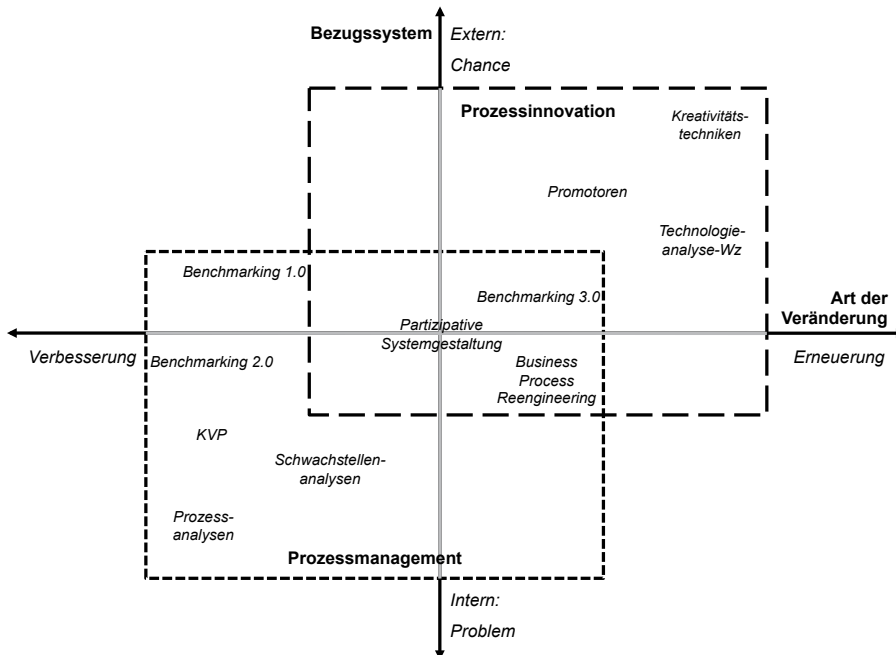 Bezugssystem
Extern:
Chance
Prozessinnovation
Kreativitäts-
techniken
Promotoren
Technologie-
analyse-Wz
Benchmarking 1.0
Benchmarking 3.0
Art der
Veränderung
Partizipative
Systemgestaltung
Verbesserung
Benchmarking 2.0
Business
Process
Reengineering
Erneuerung
KVP
Schwachstellen-
analysen
Prozess-
analysen
Prozessmanagement
Intern:
Problem